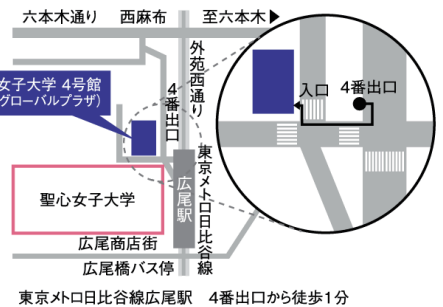 六本木通り
西麻布
至六本木▶
外苑西通り
女子大学 4号館
グローバルプラザ)
4番出口
入口
4番出口
東京メトロ日比谷線
広尾駅
聖心女子大学
広尾商店街
広尾橋バス停
東京メトロ日比谷線広尾駅 4番出口から徒歩1分